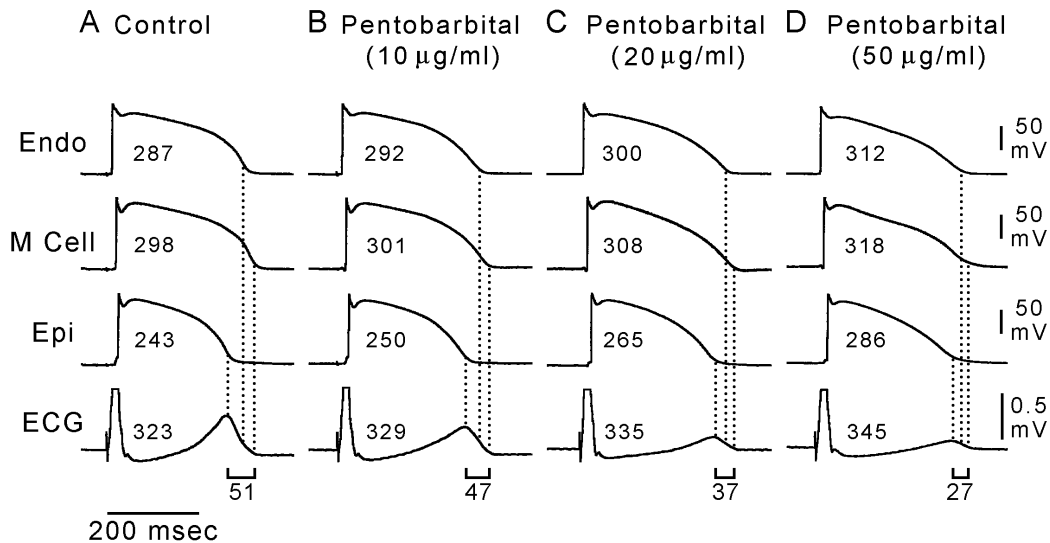 A Control
B Pentobarbital
(10 μg/ml)
C Pentobarbital
(20 μg/ml)
D Pentobarbital
(50 μg/ml)
Endo 287 292 300 312 50
mV
M Cell 298 301 308 318 50
mV
Epi 243 250 265 286 50
mV
ECG 323 329 335 345 0.5
mV
51 47 37 27
200 msec